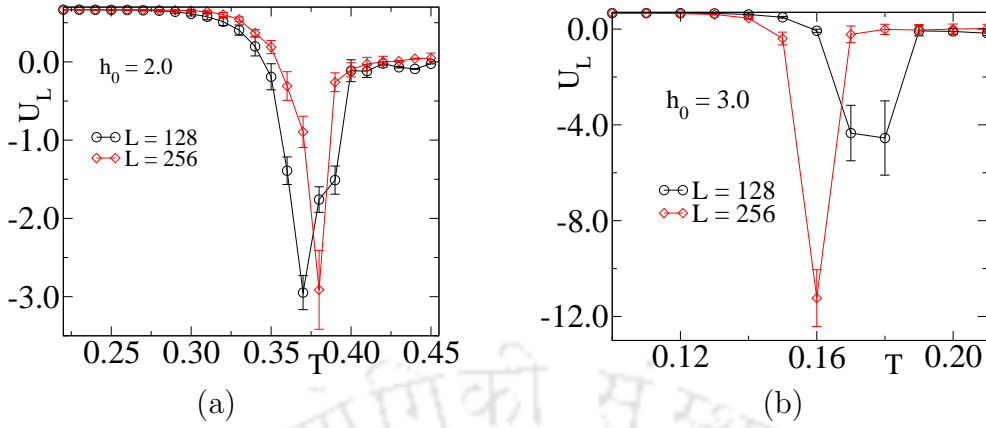 0.0
-1.0
-2.0
-3.0
U_L
h_0 = 2.0
L = 128
L = 256
0.25 0.30 0.35 0.40 0.45
T
(a)
0.0
-4.0
-8.0
-12.0
U_L
h_0 = 3.0
L = 128
L = 256
0.12 0.16 0.20
T
(b)